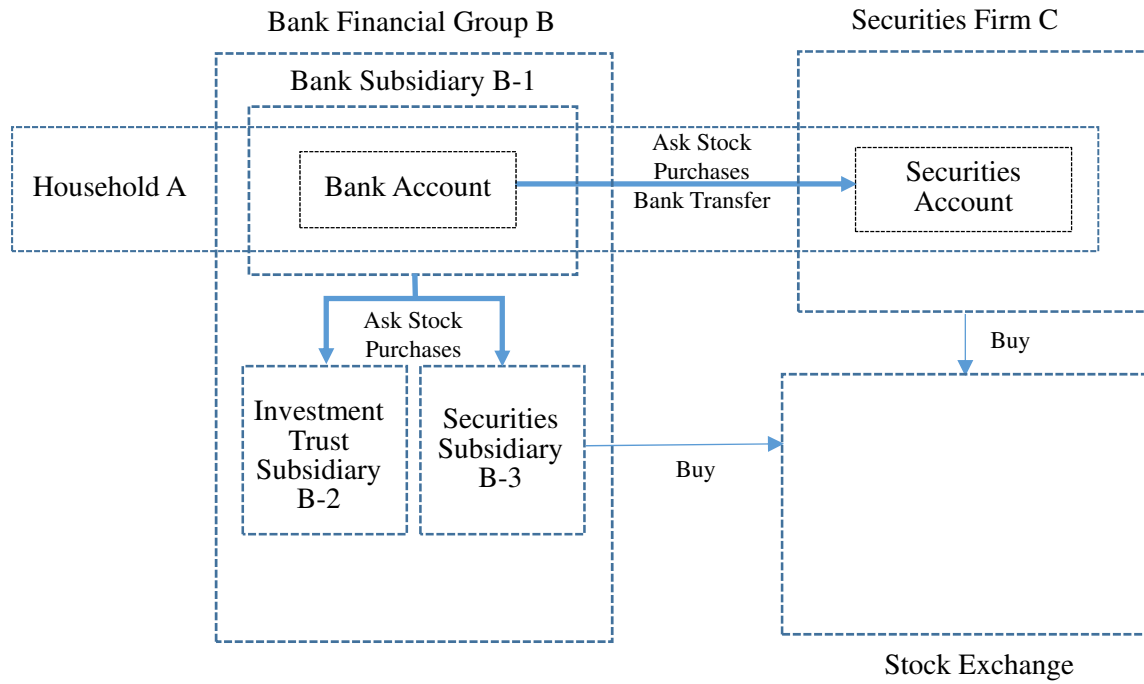 Bank Financial Group B
Securities Firm C
Bank Subsidiary B-1
Household A
Bank Account
Ask Stock
Purchases
Bank Transfer
Securities
Account
Ask Stock
Purchases
Buy
Investment
Trust
Subsidiary
B-2
Securities
Subsidiary
B-3
Buy
Stock Exchange